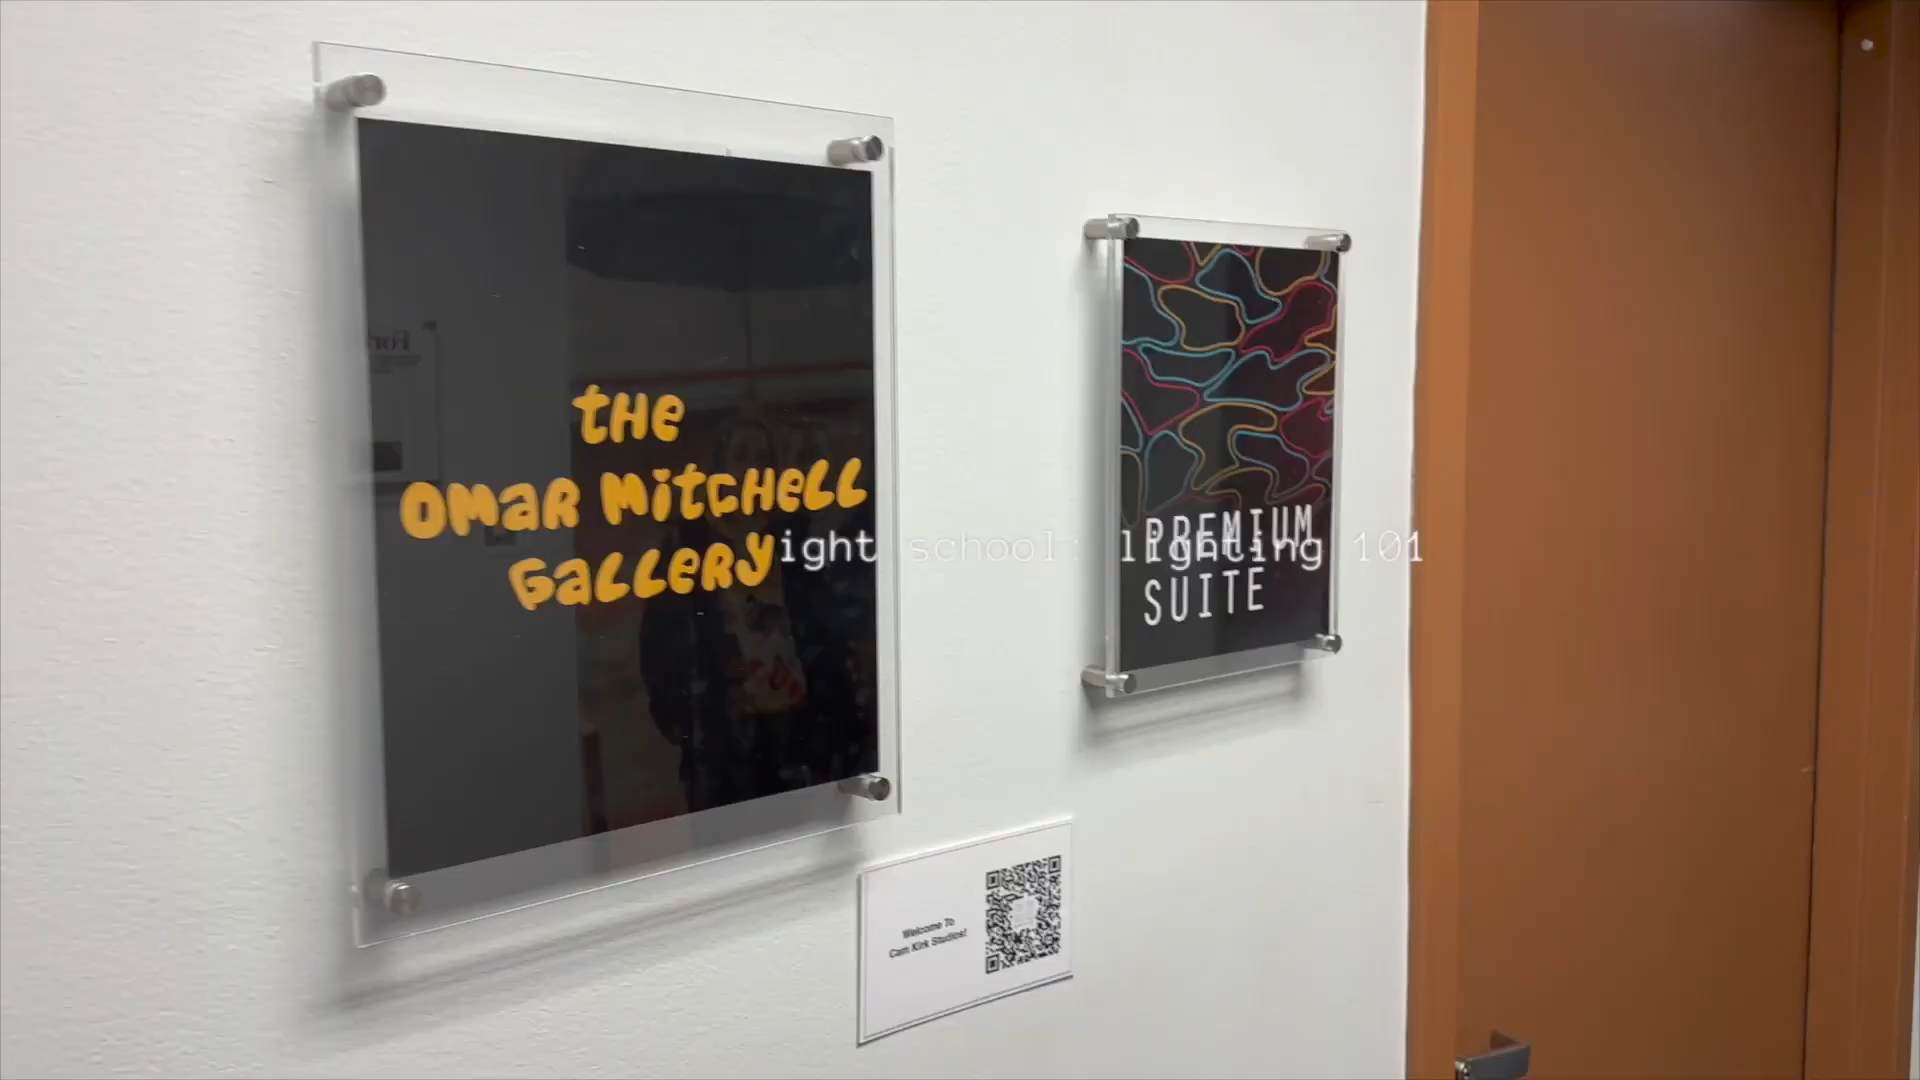 THE
OMAR MITCHELL
GALLERY
ight school: lighting 101
PREMIUM
SUITE
Welcome To
Cam Kirk Studios!